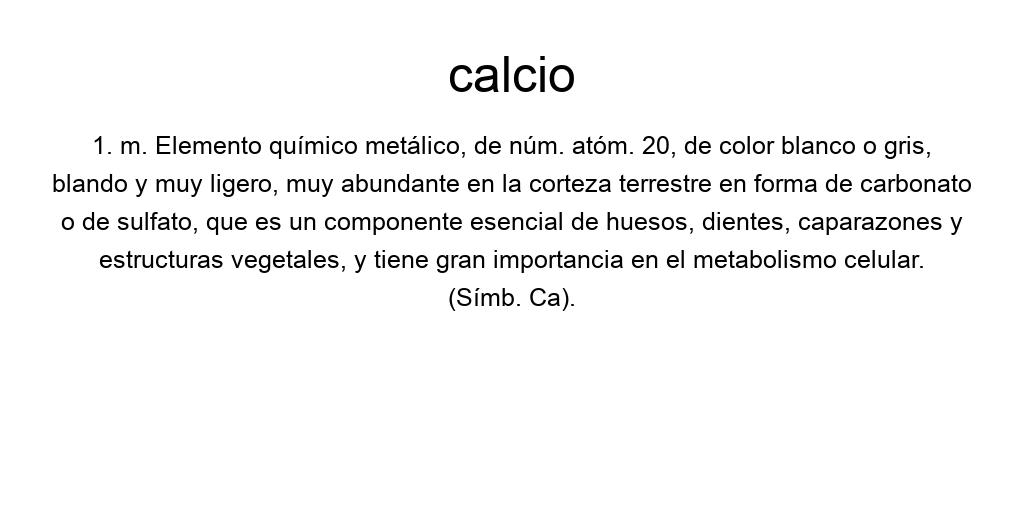 calcio
1. m. Elemento químico metálico, de núm. atóm. 20, de color blanco o gris,
blando y muy ligero, muy abundante en la corteza terrestre en forma de carbonato
o de sulfato, que es un componente esencial de huesos, dientes, caparazones y
estructuras vegetales, y tiene gran importancia en el metabolismo celular.
(Símb. Ca).